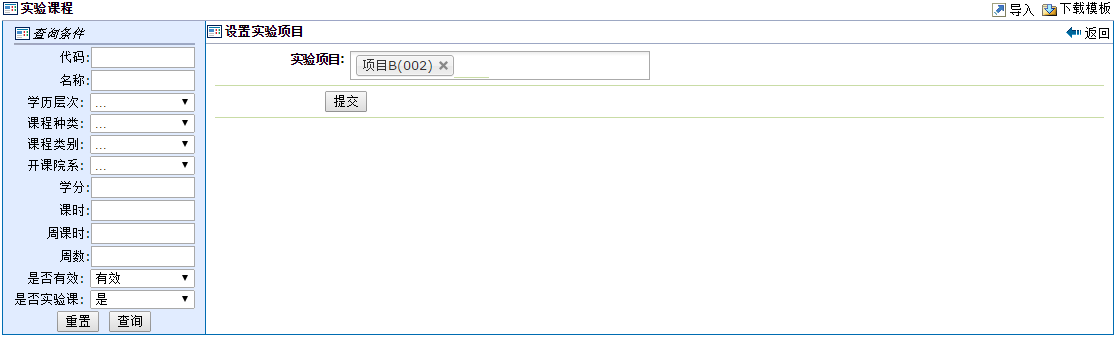 实验课程
导入 下载模板
查询条件
代码:
名称:
学历层次: ...
课程种类: ...
课程类别: ...
开课院系: ...
学分:
课时:
周课时:
周数:
是否有效: 有效
是否实验课: 是
重置 查询
设置实验项目
返回
实验项目: 项目B(002)
提交